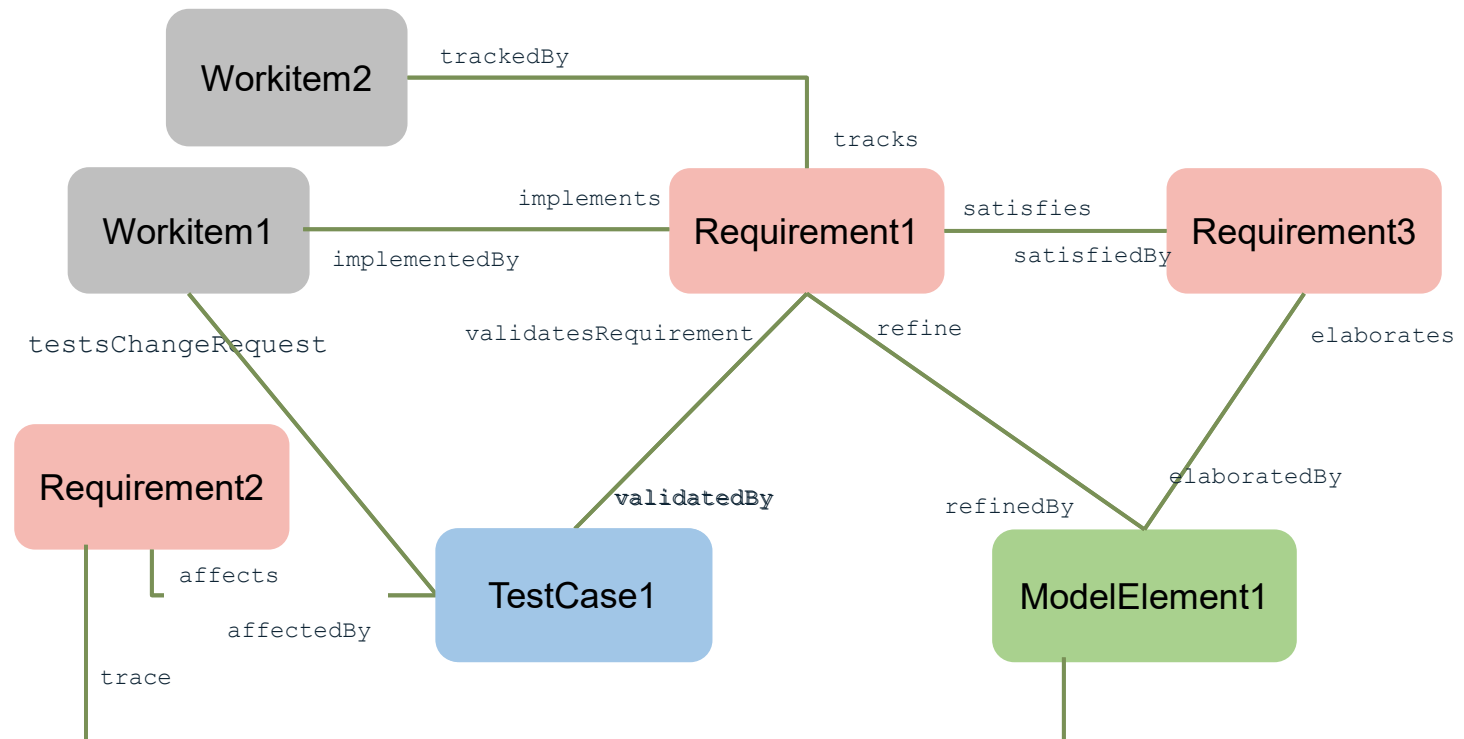 trackedBy
Workitem2
tracks
implements
satisfies
Workitem1
Requirement1
Requirement3
implementedBy
satisfiedBy
testsChangeRequest
validatesRequirement
refine
elaborates
Requirement2
validatedBy
elaboratedBy
refinedBy
affects
TestCase1
ModelElement1
affectedBy
trace